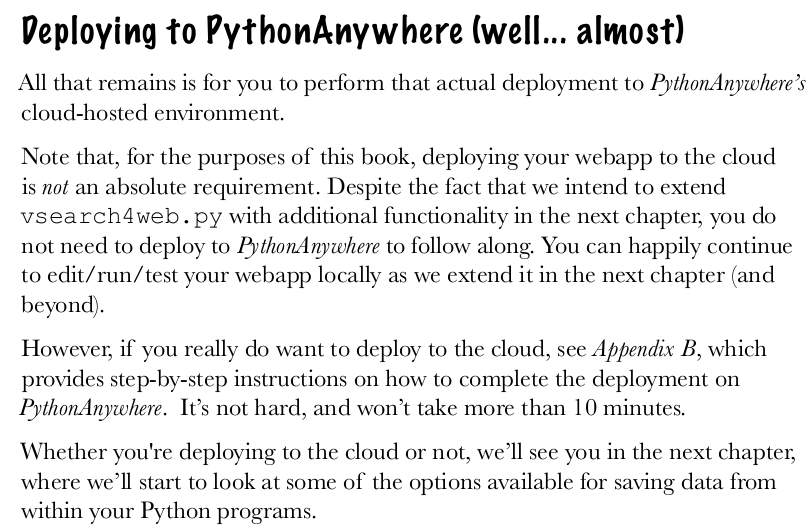 Deploying to PythonAnywhere (well... almost)
All that remains is for you to perform that actual deployment to PythonAnywhere's
cloud-hosted environment.
Note that, for the purposes of this book, deploying your webapp to the cloud
is not an absolute requirement. Despite the fact that we intend to extend
vsearch4web.py with additional functionality in the next chapter, you do
not need to deploy to PythonAnywhere to follow along. You can happily continue
to edit/run/test your webapp locally as we extend it in the next chapter (and
beyond).
However, if you really do want to deploy to the cloud, see Appendix B, which
provides step-by-step instructions on how to complete the deployment on
PythonAnywhere.  It’s not hard, and won’t take more than 10 minutes.
Whether you're deploying to the cloud or not, we’ll see you in the next chapter,
where we’ll start to look at some of the options available for saving data from
within your Python programs.